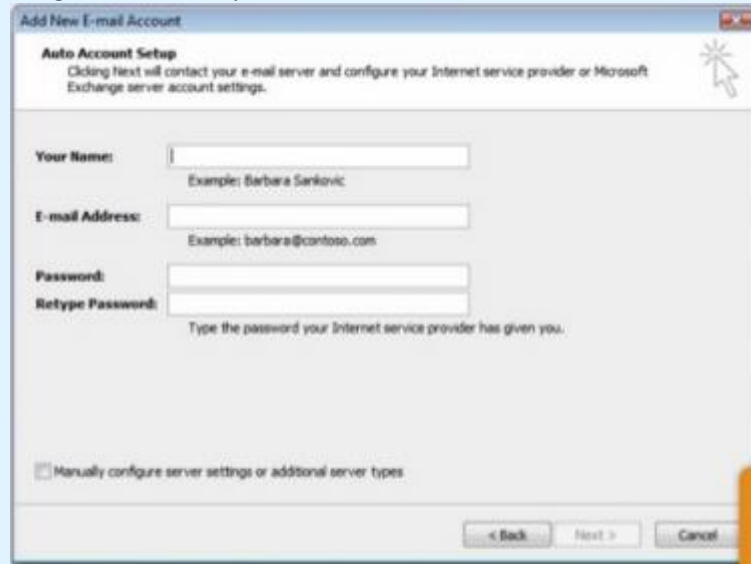 Add New E-mail Account
Auto Account Setup
Clicking Next will contact your e-mail server and configure your Internet service provider or Microsoft
Exchange server account settings.
Your Name:
Example: Barbara Sankovic
E-mail Address:
Example: barbara@contoso.com
Password:
Retype Password:
Type the password your Internet service provider has given you.
Manually configure server settings or additional server types
< Back Next > Cancel